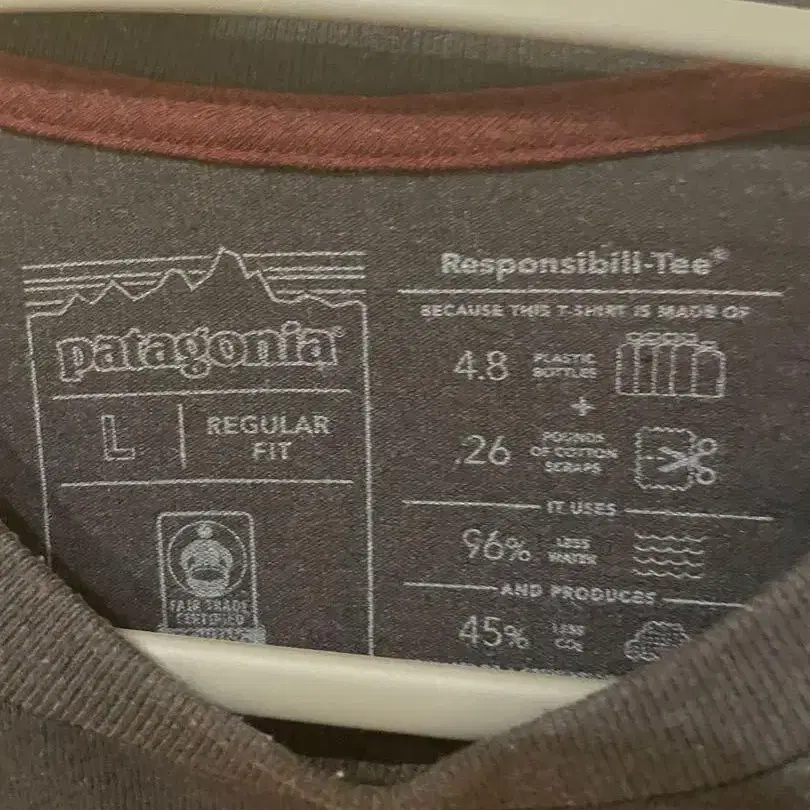 patagonia®
L
REGULAR
FIT
FAIR TRADE
CERTIFIED
Responsibili-Tee®
BECAUSE THIS T-SHIRT IS MADE OF
4.8 PLASTIC
BOTTLES
+
.26 POUNDS
OF COTTON
SCRAPS
IT USES
96% LESS
WATER
AND PRODUCES
45% LESS
CO2